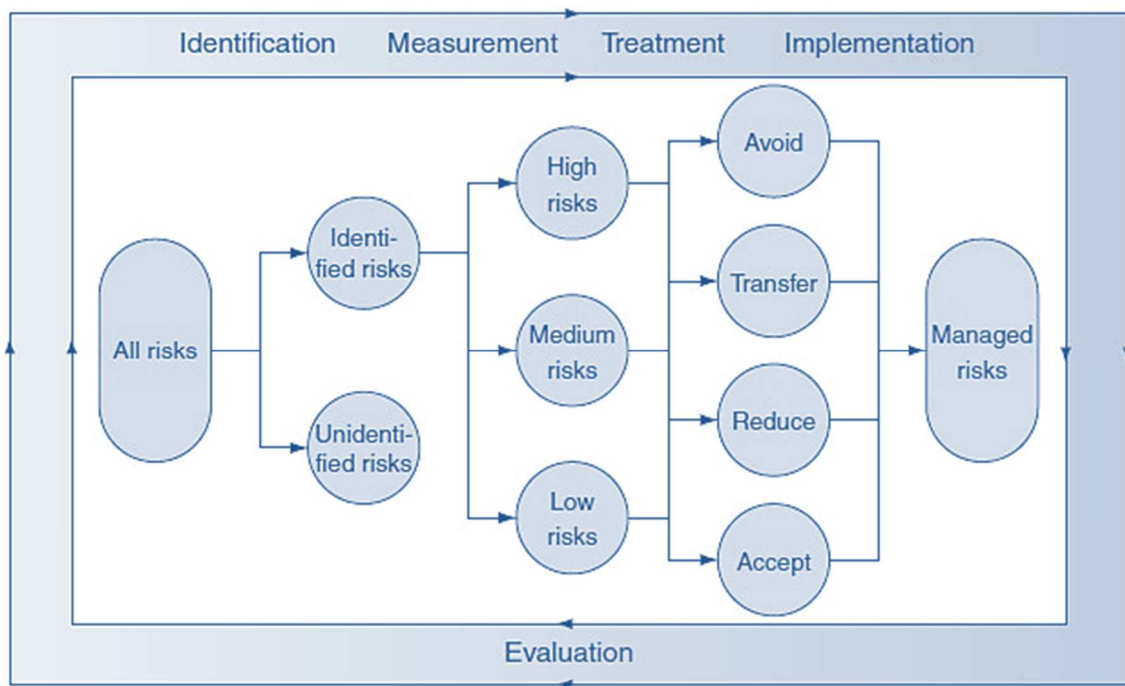 Identification Measurement Treatment Implementation
All risks
Identi-
fied risks
Unidenti-
fied risks
High
risks
Medium
risks
Low
risks
Avoid
Transfer
Reduce
Accept
Managed
risks
Evaluation